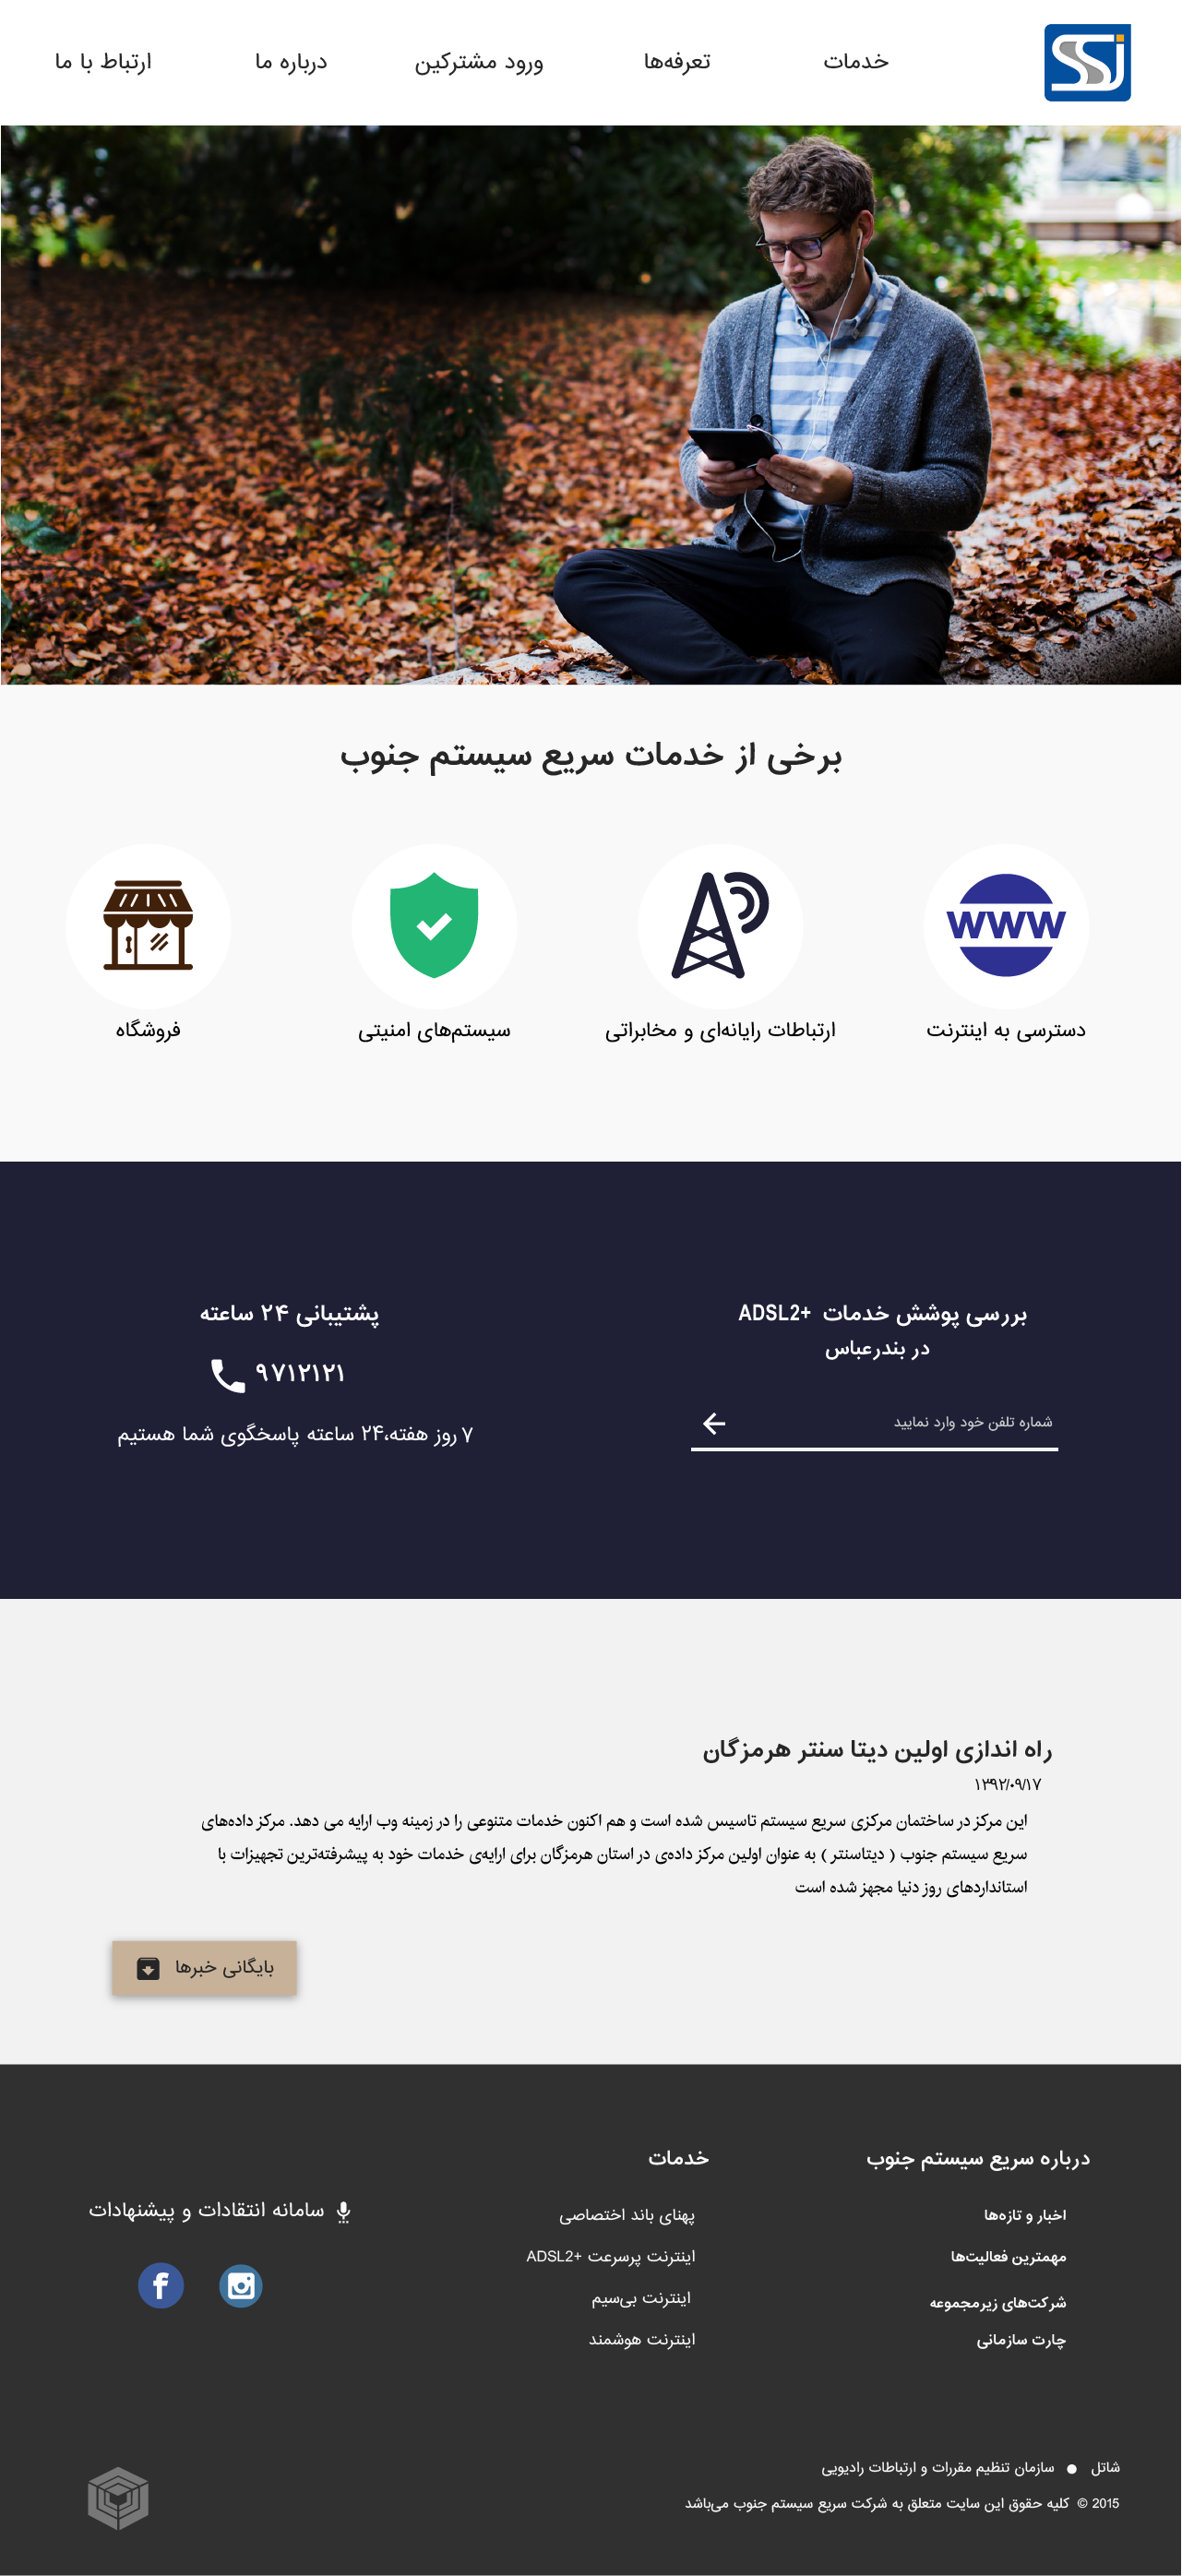 SSJ
خدمات
تعرفه‌ها
ورود مشترکین
درباره ما
ارتباط با ما
برخی از خدمات سریع سیستم جنوب
www
دسترسی به اینترنت
ارتباطات رایانه‌ای و مخابراتی
سیستم‌های امنیتی
فروشگاه
بررسی پوشش خدمات ADSL2+
در بندرعباس
شماره تلفن خود وارد نمایید
پشتیبانی ۲۴ ساعته
۹۷۱۲۱۲۱
۷ روز هفته،۲۴ ساعته پاسخگوی شما هستیم
راه اندازی اولین دیتا سنتر هرمزگان
۱۳۹۲/۰۹/۱۷
این مرکز در ساختمان مرکزی سریع سیستم تاسیس شده است و هم اکنون خدمات متنوعی را در زمینه وب ارایه می دهد. مرکز داده‌های
سریع سیستم جنوب ( دیتاسنتر ) به عنوان اولین مرکز داده‌ی در استان هرمزگان برای ارایه‌ی خدمات خود به پیشرفته‌ترین تجهیزات با
استانداردهای روز دنیا مجهز شده است
بایگانی خبرها
درباره سریع سیستم جنوب
اخبار و تازه‌ها
مهمترین فعالیت‌ها
شرکت‌های زیرمجموعه
چارت سازمانی
خدمات
پهنای باند اختصاصی
اینترنت پرسرعت ADSL2+
اینترنت بی‌سیم
اینترنت هوشمند
سامانه انتقادات و پیشنهادات
شاتل ● سازمان تنظیم مقررات و ارتباطات رادیویی
2015 © کلیه حقوق این سایت متعلق به شرکت سریع سیستم جنوب می‌باشد